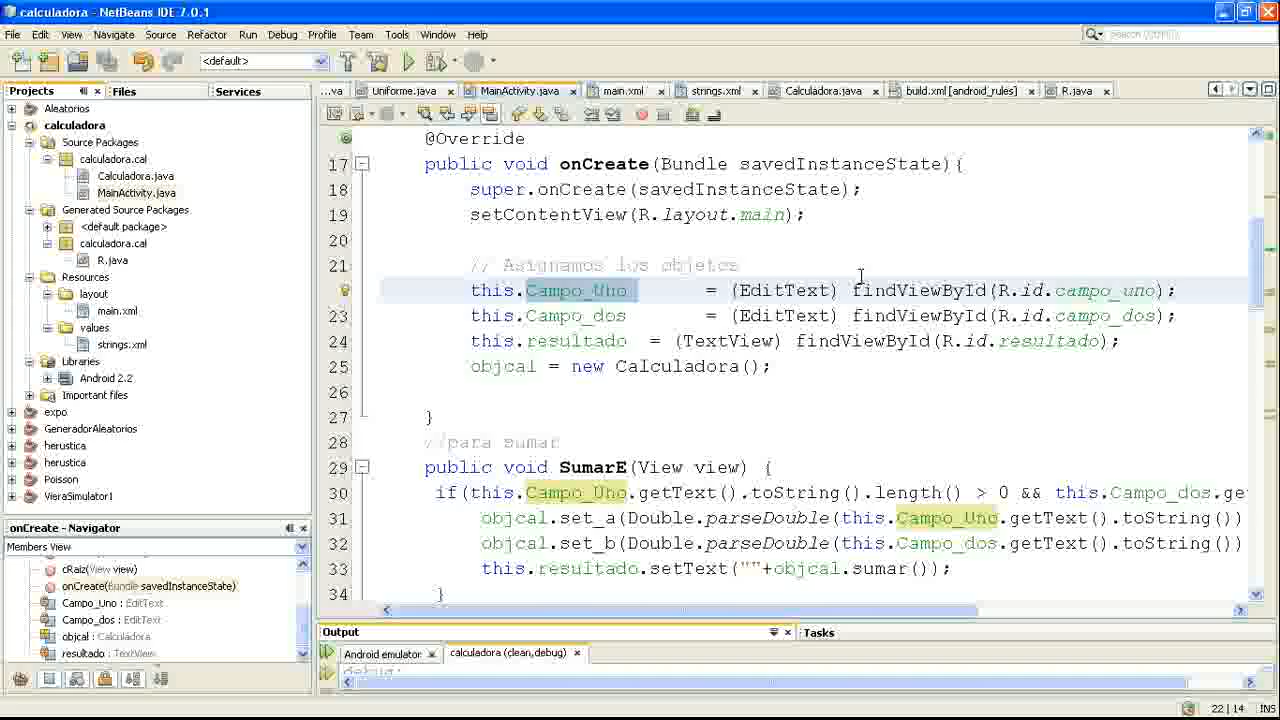 calculadora - NetBeans IDE 7.0.1
File Edit View Navigate Source Refactor Run Debug Profile Team Tools Window Help
Search (Ctrl+I)
<default>
Projects Files Services
...va Uniforme.java MainActivity.java main.xml strings.xml Calculadora.java build.xml [android_rules] R.java
Aleatorios
calculadora
Source Packages
calculadora.cal
Calculadora.java
MainActivity.java
Generated Source Packages
<default package>
calculadora.cal
R.java
Resources
layout
main.xml
values
strings.xml
Libraries
Android 2.2
Important files
expo
GeneradorAleatorios
herustica
herustica
Poisson
VieraSimulator1
onCreate - Navigator
Members View
cRaiz(View view)
onCreate(Bundle savedInstanceState)
Campo_Uno : EditText
Campo_dos : EditText
objcal : Calculadora
resultado : TextView
@Override
17 public void onCreate(Bundle savedInstanceState){
18 super.onCreate(savedInstanceState);
19 setContentView(R.layout.main);
20
21 // Asignamos los objetos
this.Campo_Uno = (EditText) findViewById(R.id.campo_uno);
23 this.Campo_dos = (EditText) findViewById(R.id.campo_dos);
24 this.resultado = (TextView) findViewById(R.id.resultado);
25 objcal = new Calculadora();
26
27 }
28 //para sumar
29 public void SumarE(View view) {
30 if(this.Campo_Uno.getText().toString().length() > 0 && this.Campo_dos.ge
31 objcal.set_a(Double.parseDouble(this.Campo_Uno.getText().toString())
32 objcal.set_b(Double.parseDouble(this.Campo_dos.getText().toString())
33 this.resultado.setText(""+objcal.sumar());
34 }
Output Tasks
Android emulator calculadora (clean,debug)
debug:
22 | 14 INS